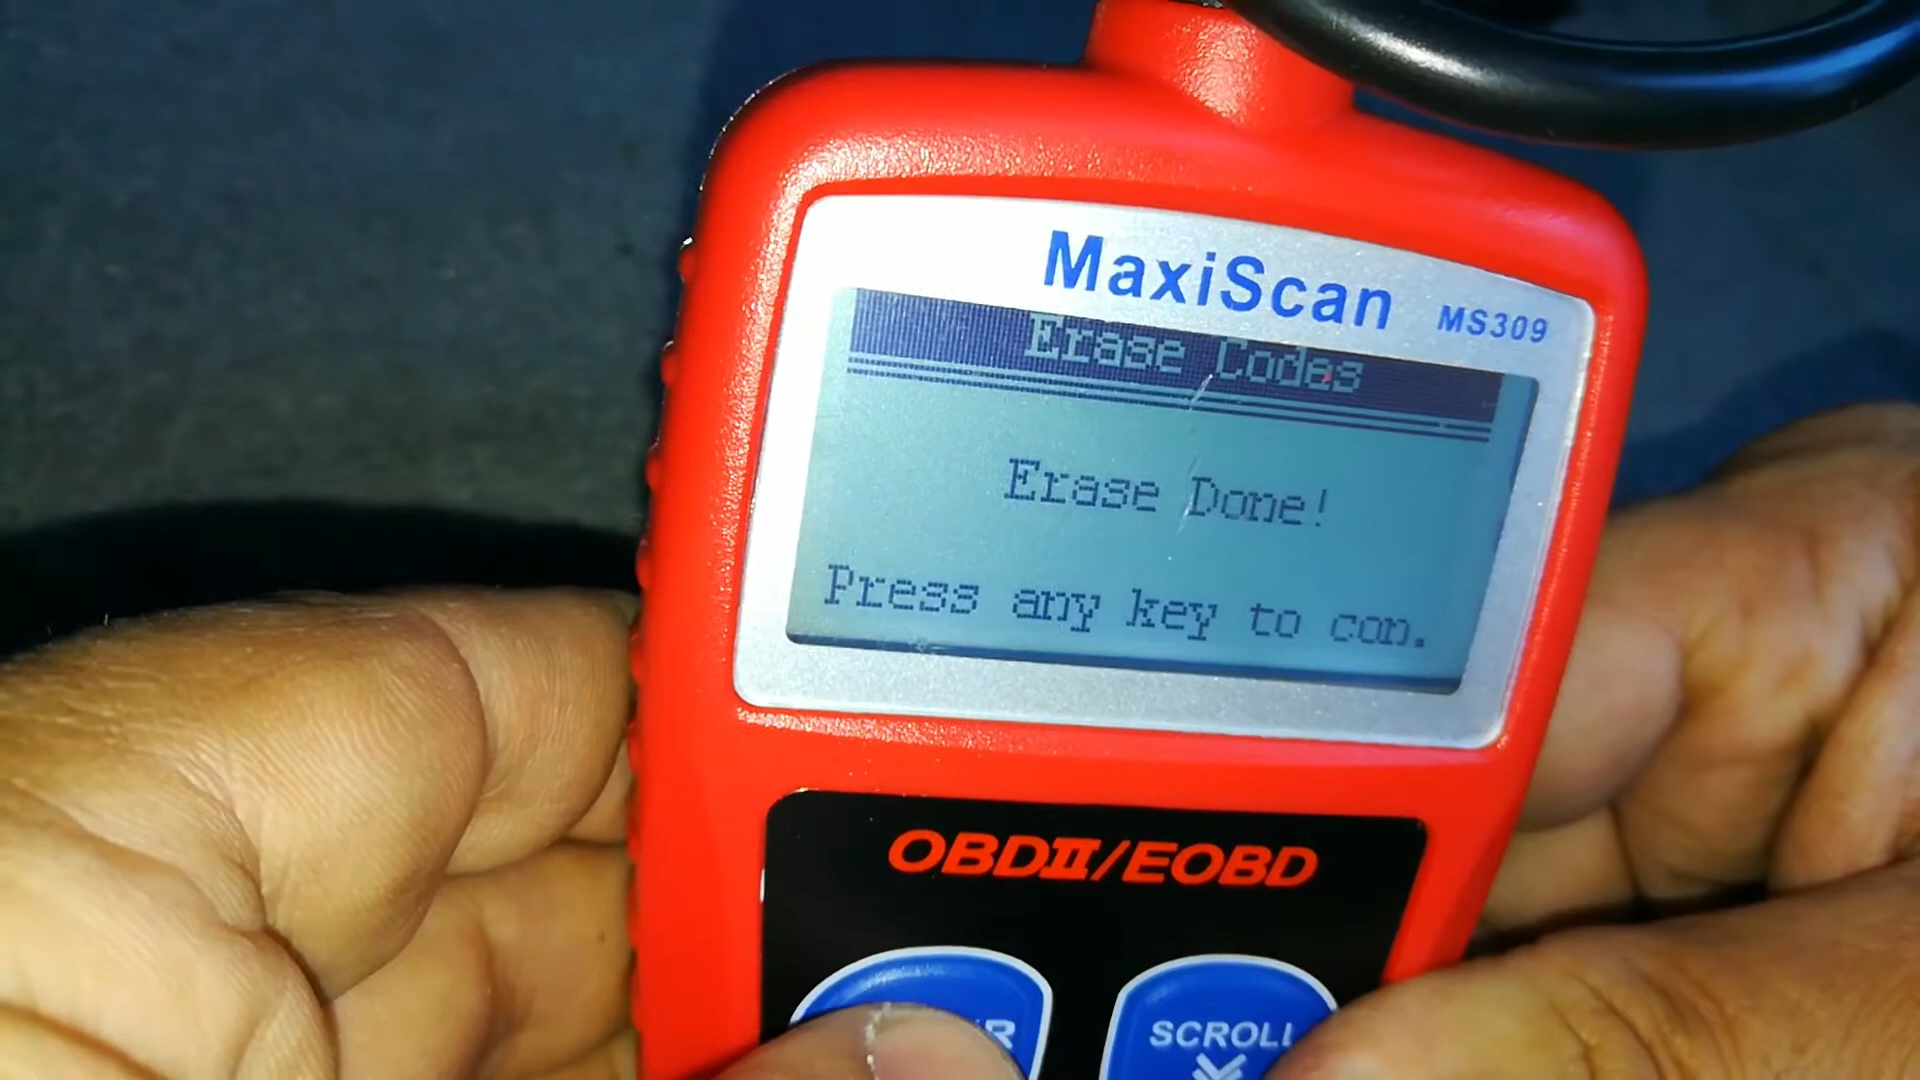 MaxiScan MS309
Erase Codes
Erase Done!
Press any key to con.
OBDII/EOBD
SCROLL